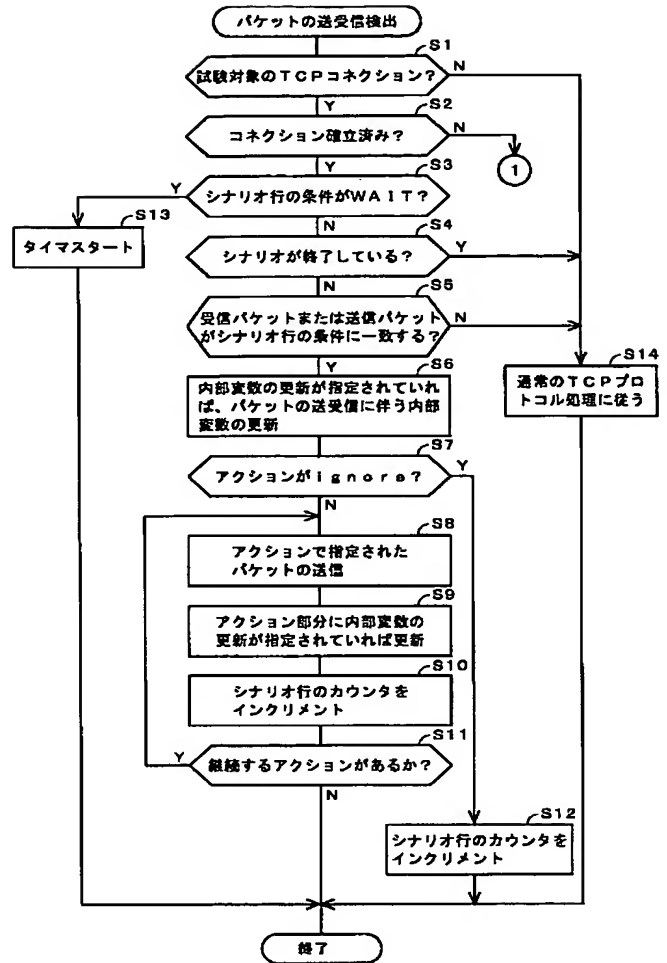 パケットの送受信検出
S1
試験対象のTCPコネクション?
N
Y
S2
コネクション確立済み?
N
1
Y
S3
Y
シナリオ行の条件がWAIT?
S13
タイマスタート
N
S4
シナリオが終了している?
Y
N
S5
受信パケットまたは送信パケット
がシナリオ行の条件に一致する?
N
S14
通常のTCPプロ
トコル処理に従う
Y
S6
内部変数の更新が指定されていれ
ば、パケットの送受信に伴う内部
変数の更新
S7
アクションがignore?
Y
N
S8
アクションで指定された
パケットの送信
S9
アクション部分に内部変数の
更新が指定されていれば更新
S10
シナリオ行のカウンタを
インクリメント
S11
Y
継続するアクションがあるか?
N
S12
シナリオ行のカウンタを
インクリメント
終了